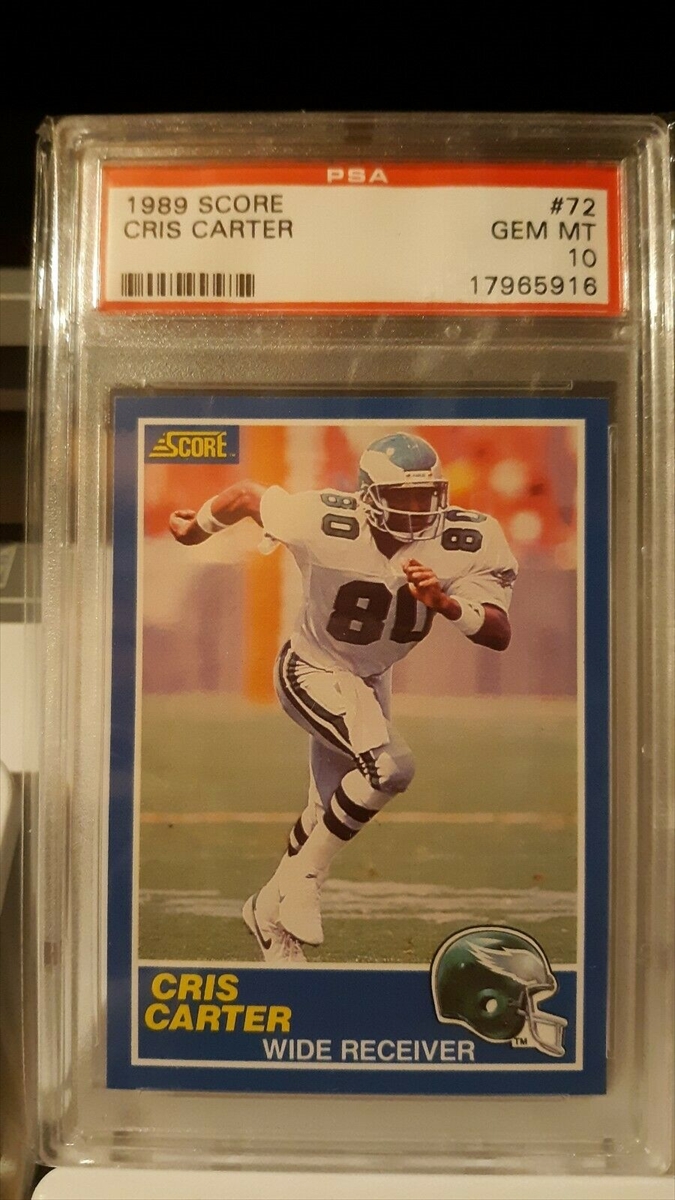 PSA
1989 SCORE #72
CRIS CARTER GEM MT
10
17965916
SCORE
80 80
80
CRIS
CARTER
WIDE RECEIVER
TM